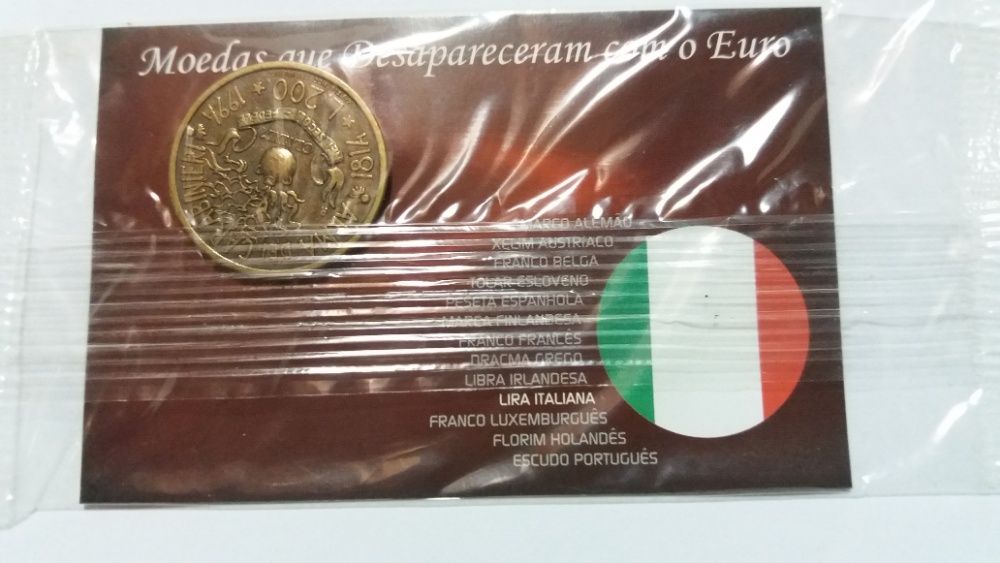 Moedas que Desapareceram com o Euro
1814 * L. 200 * 1994
MARCO ALEMÃO
XELIM AUSTRÍACO
FRANCO BELGA
TOLAR ESLOVENO
PESETA ESPANHOLA
MARCA FINLANDESA
FRANCO FRANCÊS
DRACMA GREGO
LIBRA IRLANDESA
LIRA ITALIANA
FRANCO LUXEMBURGUÊS
FLORIM HOLANDÊS
ESCUDO PORTUGUÊS